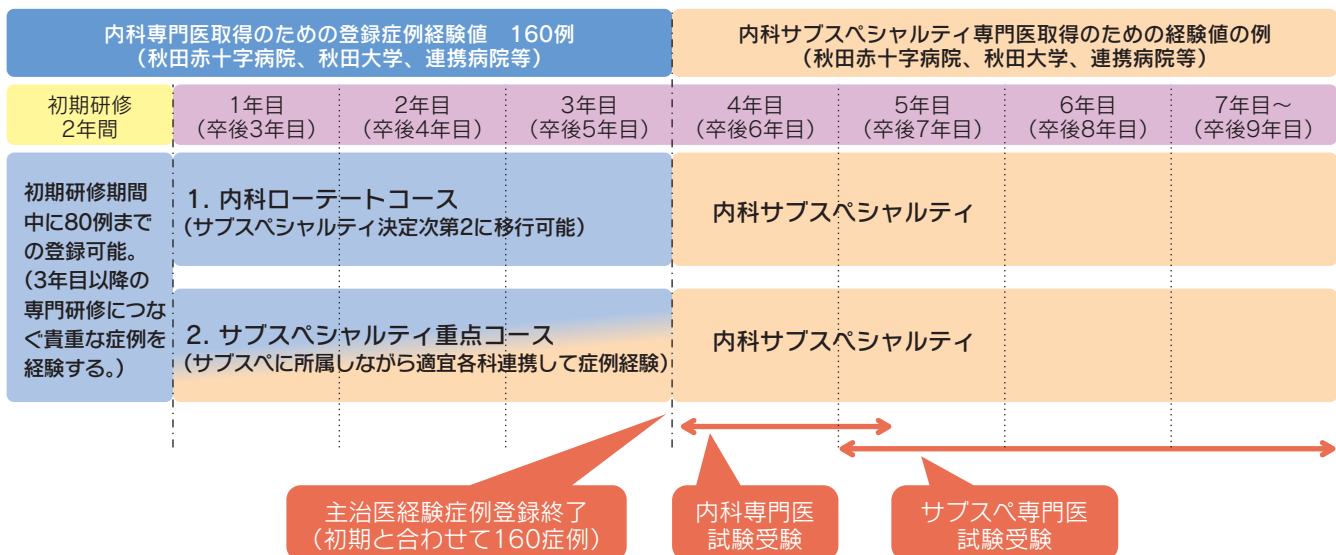 内科専門医取得のための登録症例経験値　160例
（秋田赤十字病院、秋田大学、連携病院等）
内科サブスペシャルティ専門医取得のための経験値の例
（秋田赤十字病院、秋田大学、連携病院等）
初期研修
2年間
1年目
（卒後3年目）
2年目
（卒後4年目）
3年目
（卒後5年目）
4年目
（卒後6年目）
5年目
（卒後7年目）
6年目
（卒後8年目）
7年目～
（卒後9年目）
初期研修期間
中に80例まで
の登録可能。
（3年目以降の
専門研修につな
ぐ貴重な症例を
経験する。）
1. 内科ローテートコース
（サブスペシャルティ決定次第2に移行可能）
内科サブスペシャルティ
2. サブスペシャルティ重点コース
（サブスペに所属しながら適宜各科連携して症例経験）
内科サブスペシャルティ
主治医経験症例登録終了
（初期と合わせて160症例）
内科専門医
試験受験
サブスペ専門医
試験受験